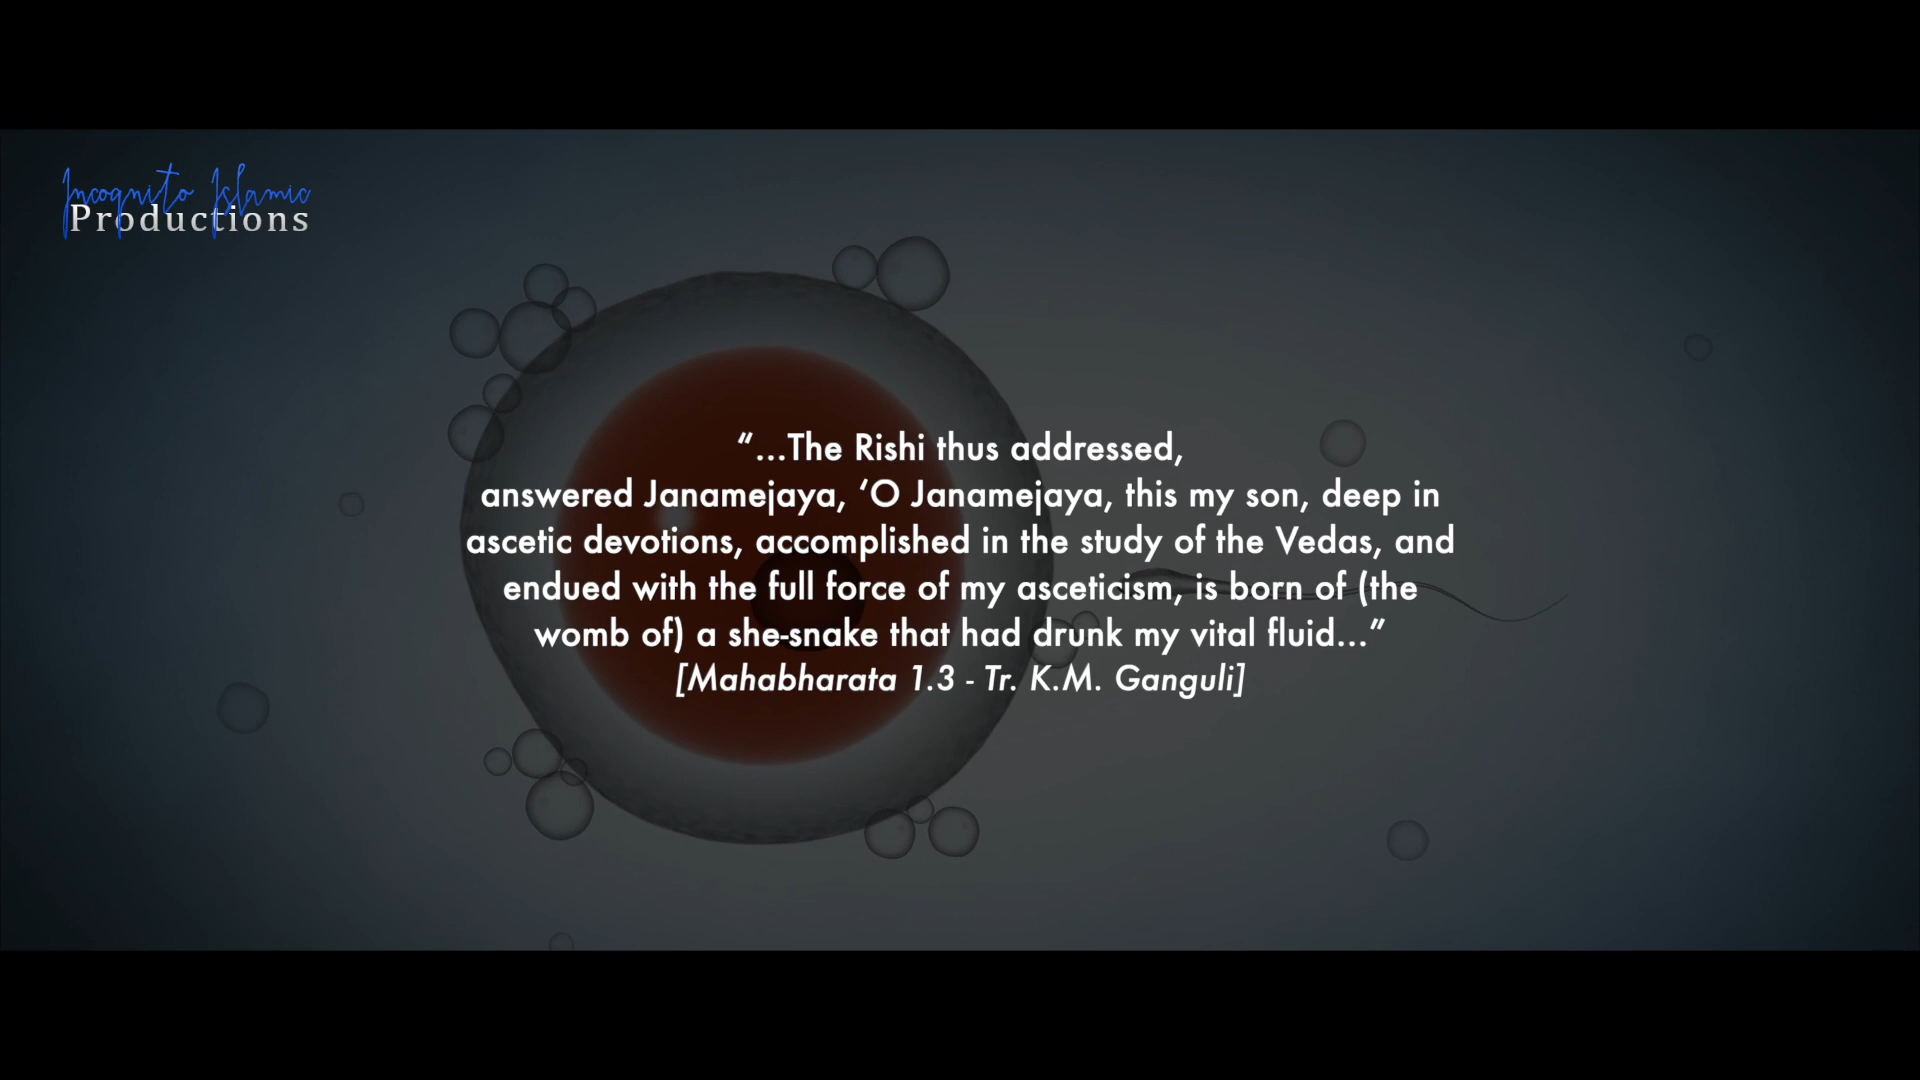 Incognito Islamic
Productions
“...The Rishi thus addressed,
answered Janamejaya, ‘O Janamejaya, this my son, deep in
ascetic devotions, accomplished in the study of the Vedas, and
endued with the full force of my asceticism, is born of (the
womb of) a she-snake that had drunk my vital fluid...”
[Mahabharata 1.3 - Tr. K.M. Ganguli]